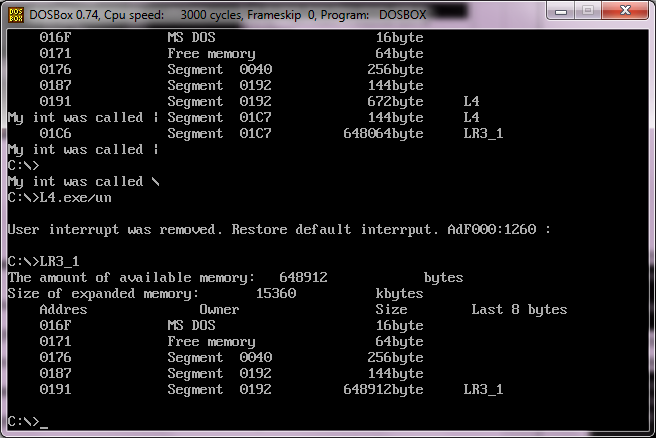 DOSBox 0.74, Cpu speed: 3000 cycles, Frameskip 0, Program: DOSBOX
016F MS DOS 16byte
0171 Free memory 64byte
0176 Segment 0040 256byte
0187 Segment 0192 144byte
0191 Segment 0192 672byte L4
My int was called | Segment 01C7 144byte L4
01C6 Segment 01C7 648064byte LR3_1
My int was called |
C:\>
My int was called \
C:\>L4.exe/un
User interrupt was removed. Restore default interrput. AdF000:1260 :
C:\>LR3_1
The amount of available memory: 648912 bytes
Size of expanded memory: 15360 kbytes
Addres Owner Size Last 8 bytes
016F MS DOS 16byte
0171 Free memory 64byte
0176 Segment 0040 256byte
0187 Segment 0192 144byte
0191 Segment 0192 648912byte LR3_1
C:\>_